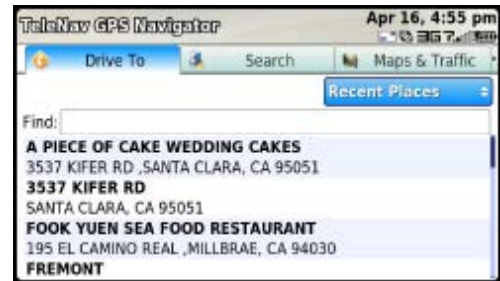 TeleNav GPS Navigator
Apr 16, 4:55 pm
3G
Drive To
Search
Maps & Traffic
Recent Places
Find:
A PIECE OF CAKE WEDDING CAKES
3537 KIFER RD ,SANTA CLARA, CA 95051
3537 KIFER RD
SANTA CLARA, CA 95051
FOOK YUEN SEA FOOD RESTAURANT
195 EL CAMINO REAL ,MILLBRAE, CA 94030
FREMONT